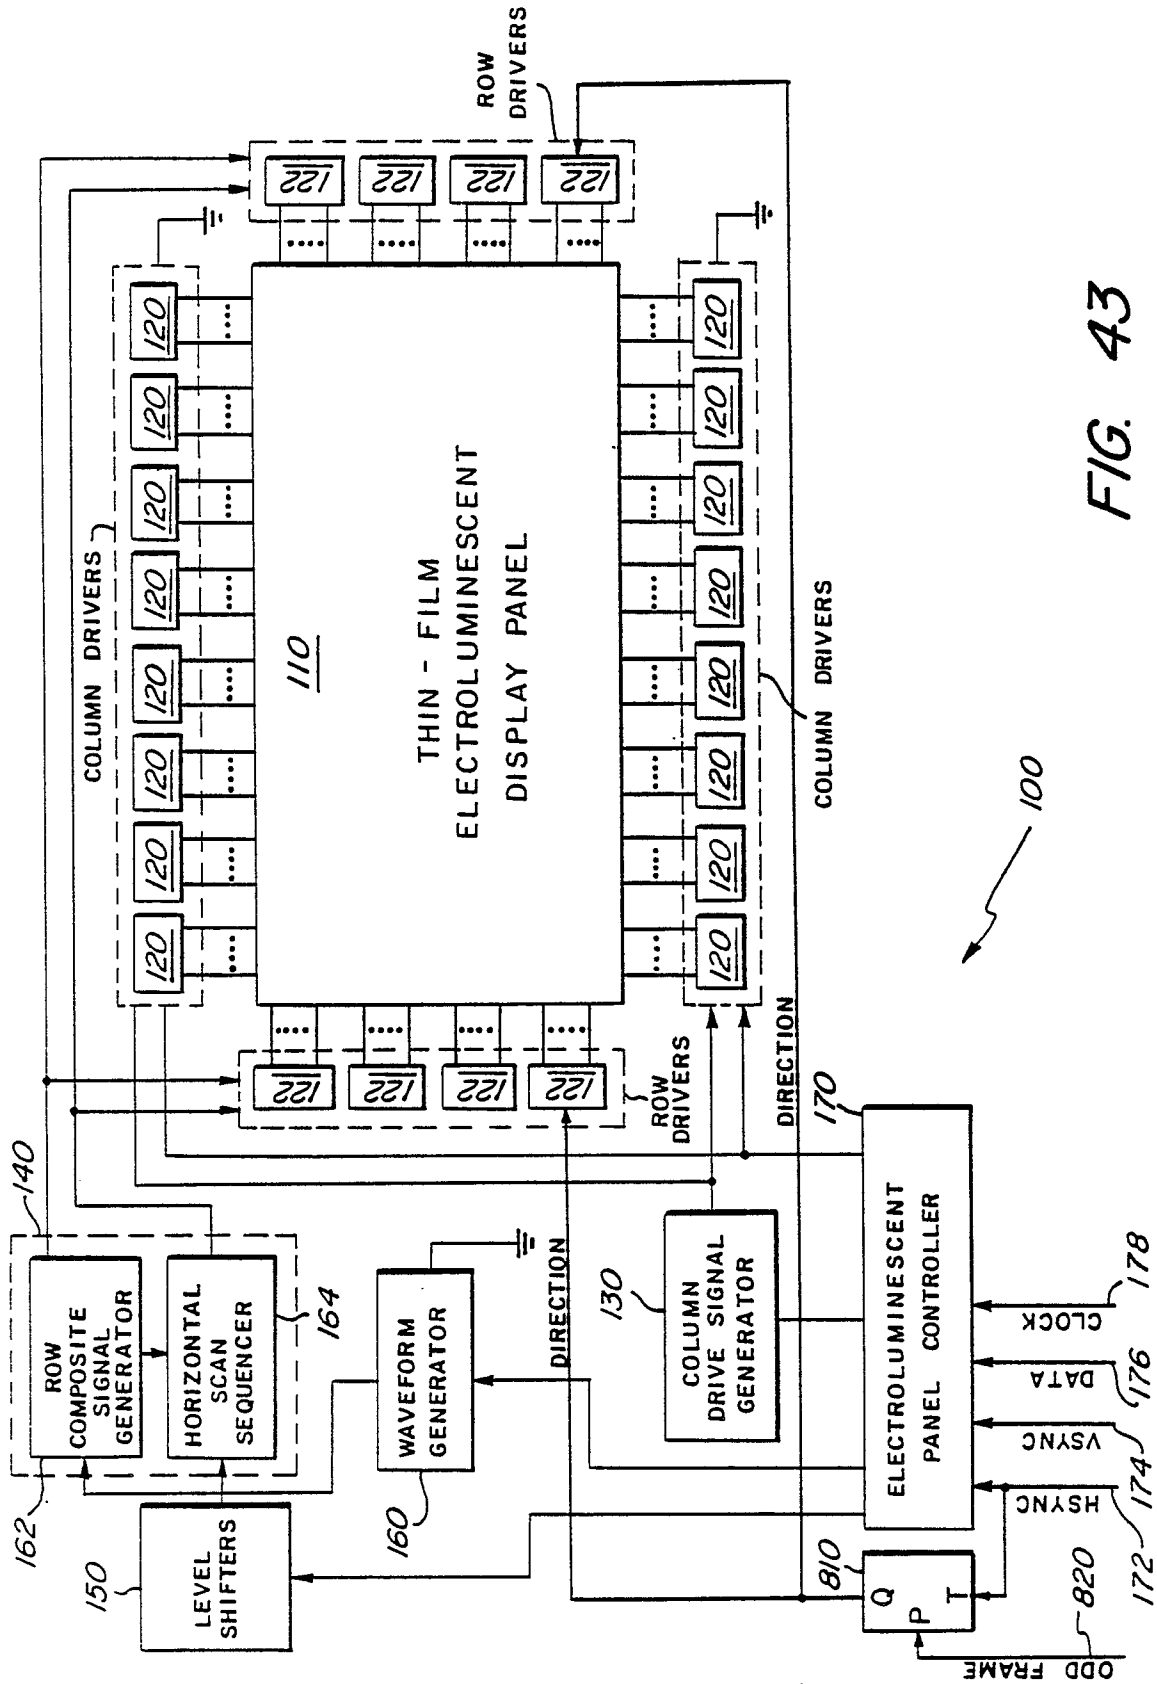 140
ROW
COMPOSITE
SIGNAL
GENERATOR
162
HORIZONTAL
SCAN
SEQUENCER
164
150
LEVEL
SHIFTERS
WAVEFORM
GENERATOR
160
COLUMN DRIVERS
120
120
120
120
120
120
120
120
ROW
DRIVERS
122
122
122
122
122
122
122
122
ROW
DRIVERS
110
THIN - FILM
ELECTROLUMINESCENT
DISPLAY PANEL
120
120
120
120
120
120
120
120
COLUMN DRIVERS
DIRECTION
DIRECTION
130
COLUMN
DRIVE SIGNAL
GENERATOR
170
ELECTROLUMINESCENT
PANEL CONTROLLER
810
Q
P
T
ODD FRAME
820
HSYNC
172
VSYNC
174
DATA
176
CLOCK
178
100
FIG. 43